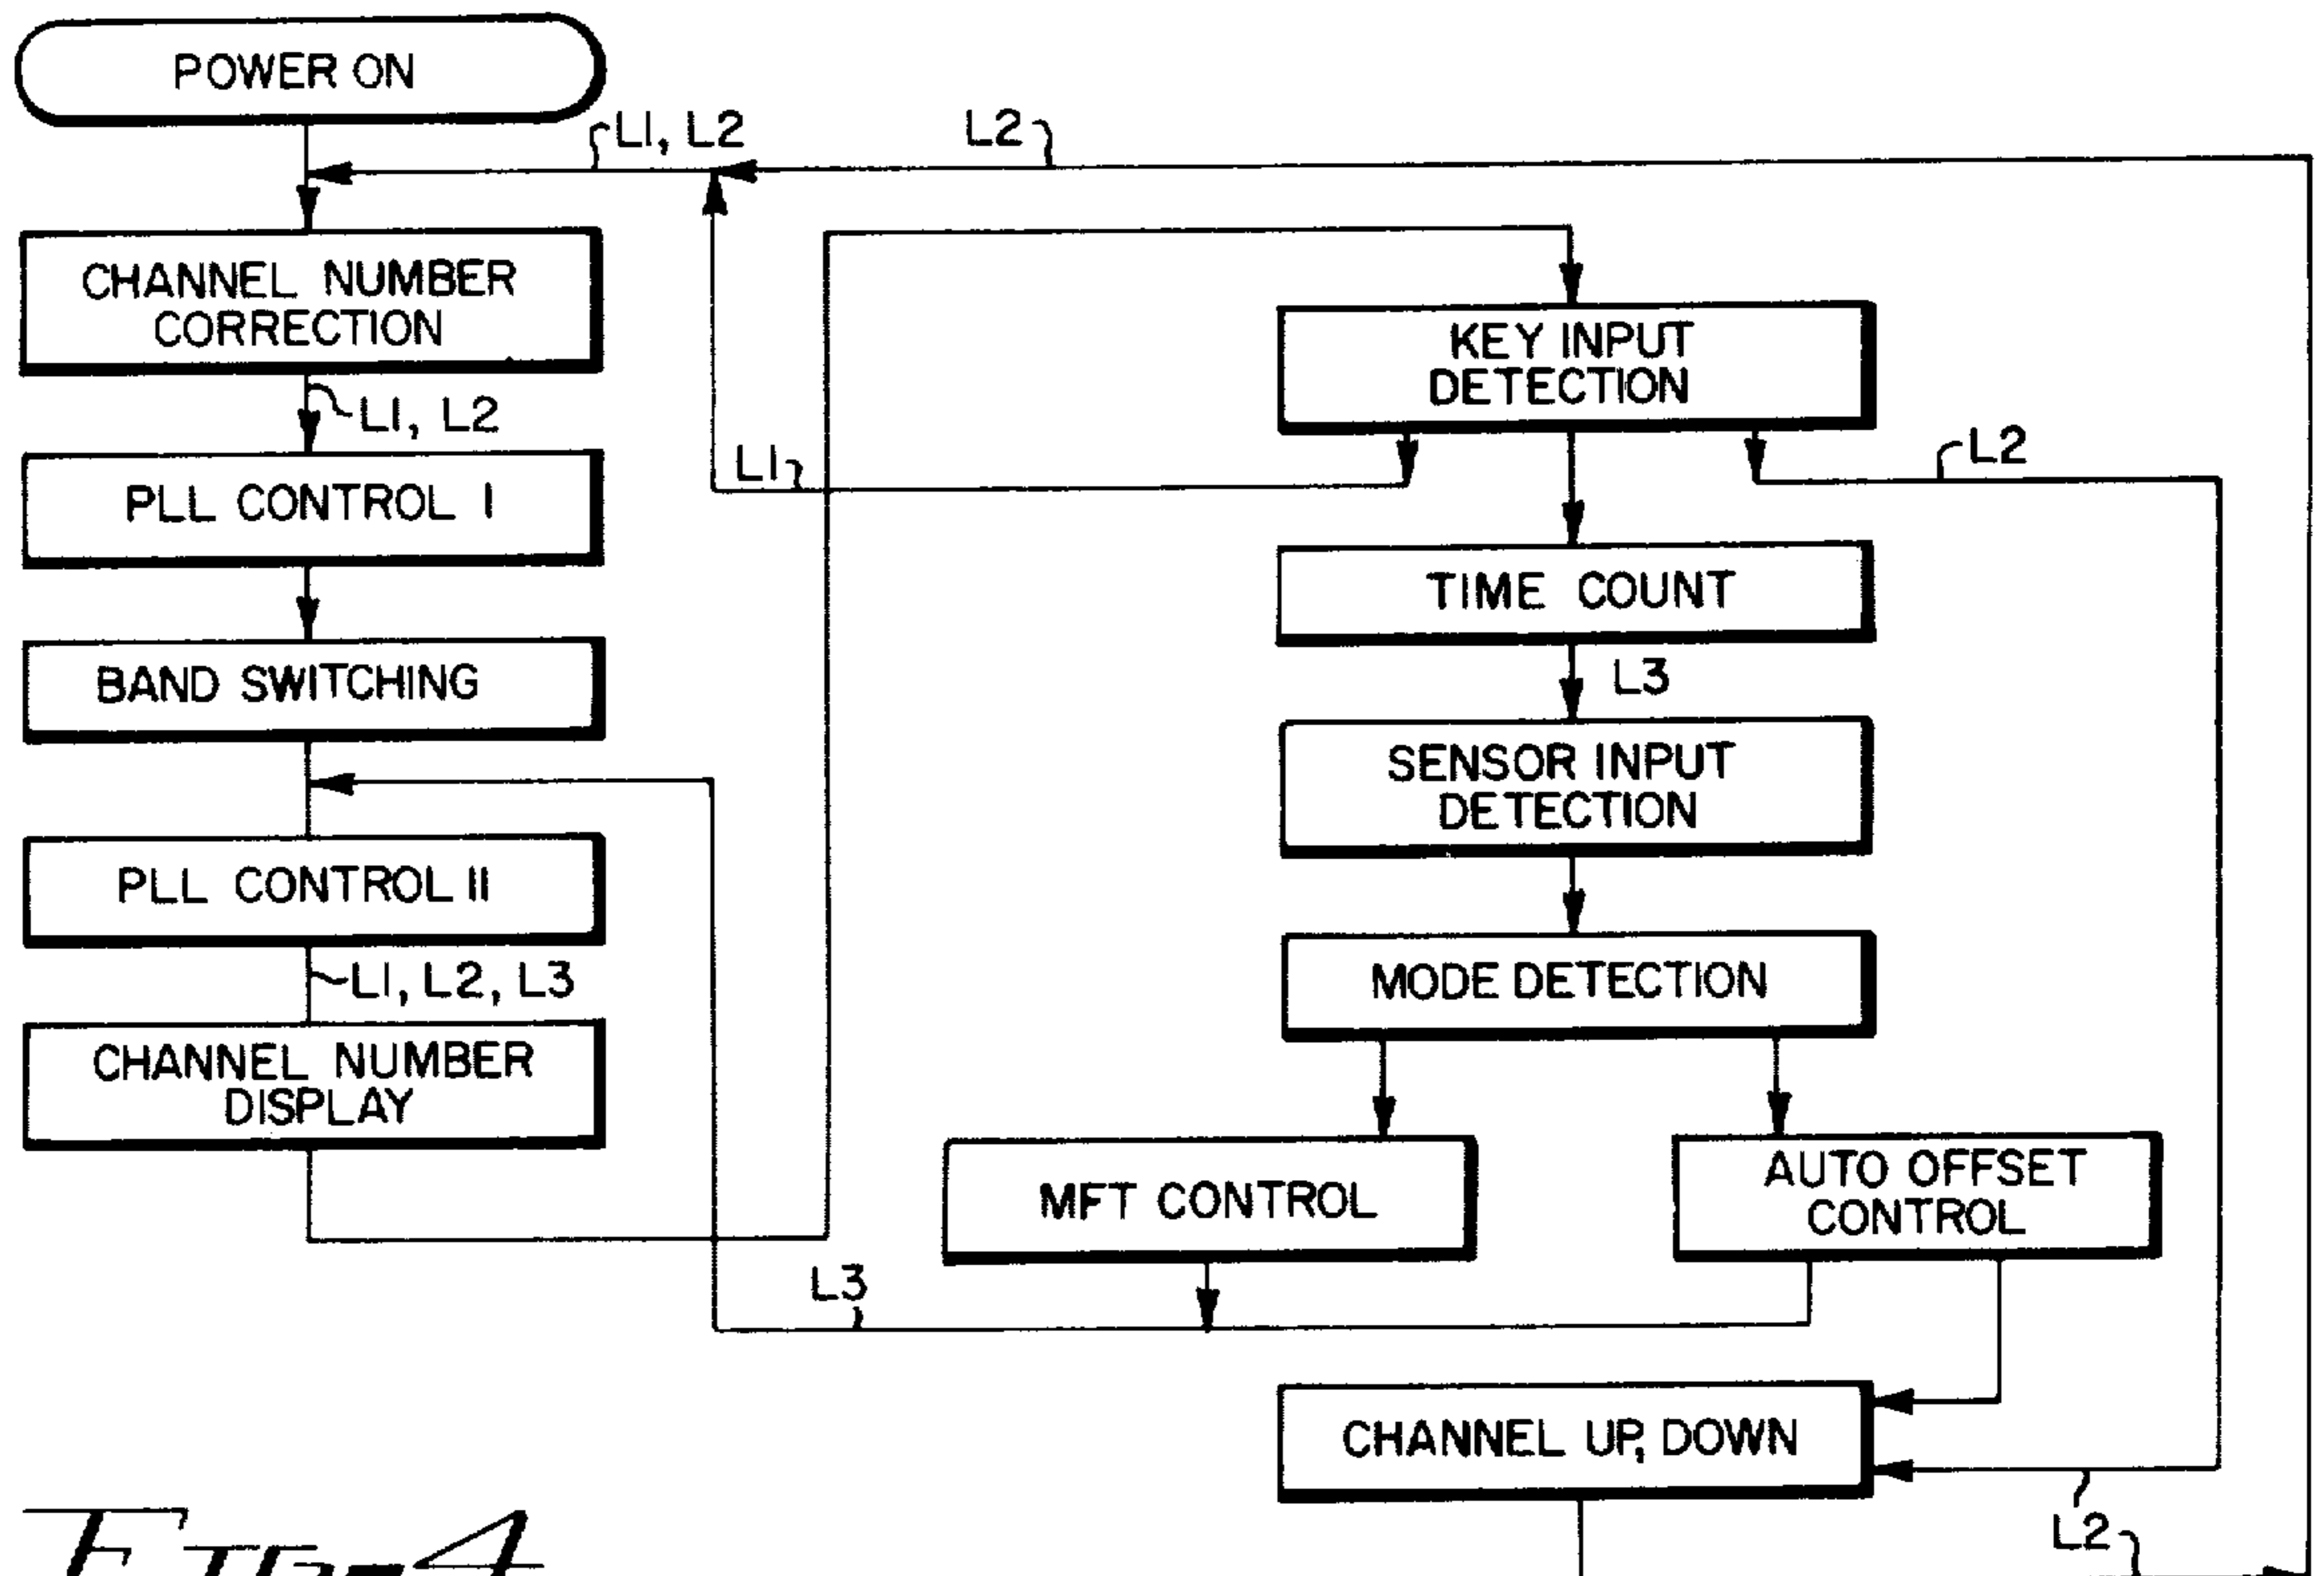 POWER ON
L1, L2
L2
CHANNEL NUMBER
CORRECTION
L1, L2
PLL CONTROL I
BAND SWITCHING
PLL CONTROL II
L1, L2, L3
CHANNEL NUMBER
DISPLAY
KEY INPUT
DETECTION
L1
L2
TIME COUNT
L3
SENSOR INPUT
DETECTION
MODE DETECTION
MFT CONTROL
AUTO OFFSET
CONTROL
L3
CHANNEL UP, DOWN
L2
FIG-4